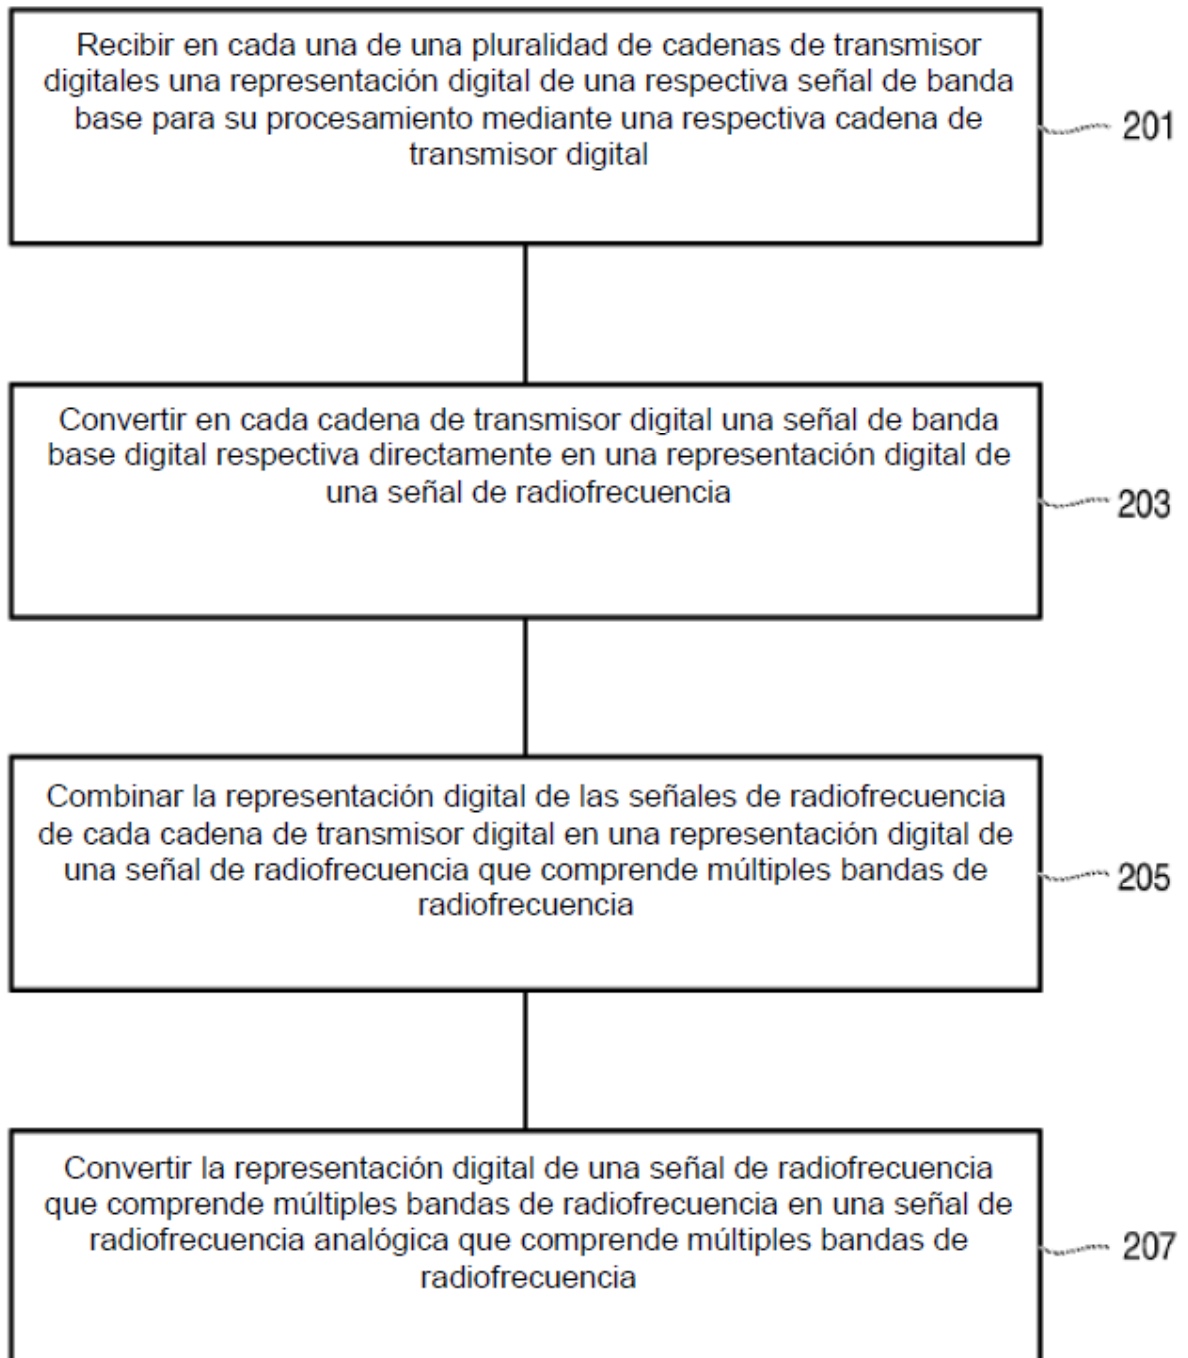 Recibir en cada una de una pluralidad de cadenas de transmisor
digitales una representación digital de una respectiva señal de banda
base para su procesamiento mediante una respectiva cadena de
transmisor digital
201
Convertir en cada cadena de transmisor digital una señal de banda
base digital respectiva directamente en una representación digital de
una señal de radiofrecuencia
203
Combinar la representación digital de las señales de radiofrecuencia
de cada cadena de transmisor digital en una representación digital de
una señal de radiofrecuencia que comprende múltiples bandas de
radiofrecuencia
205
Convertir la representación digital de una señal de radiofrecuencia
que comprende múltiples bandas de radiofrecuencia en una señal de
radiofrecuencia analógica que comprende múltiples bandas de
radiofrecuencia
207